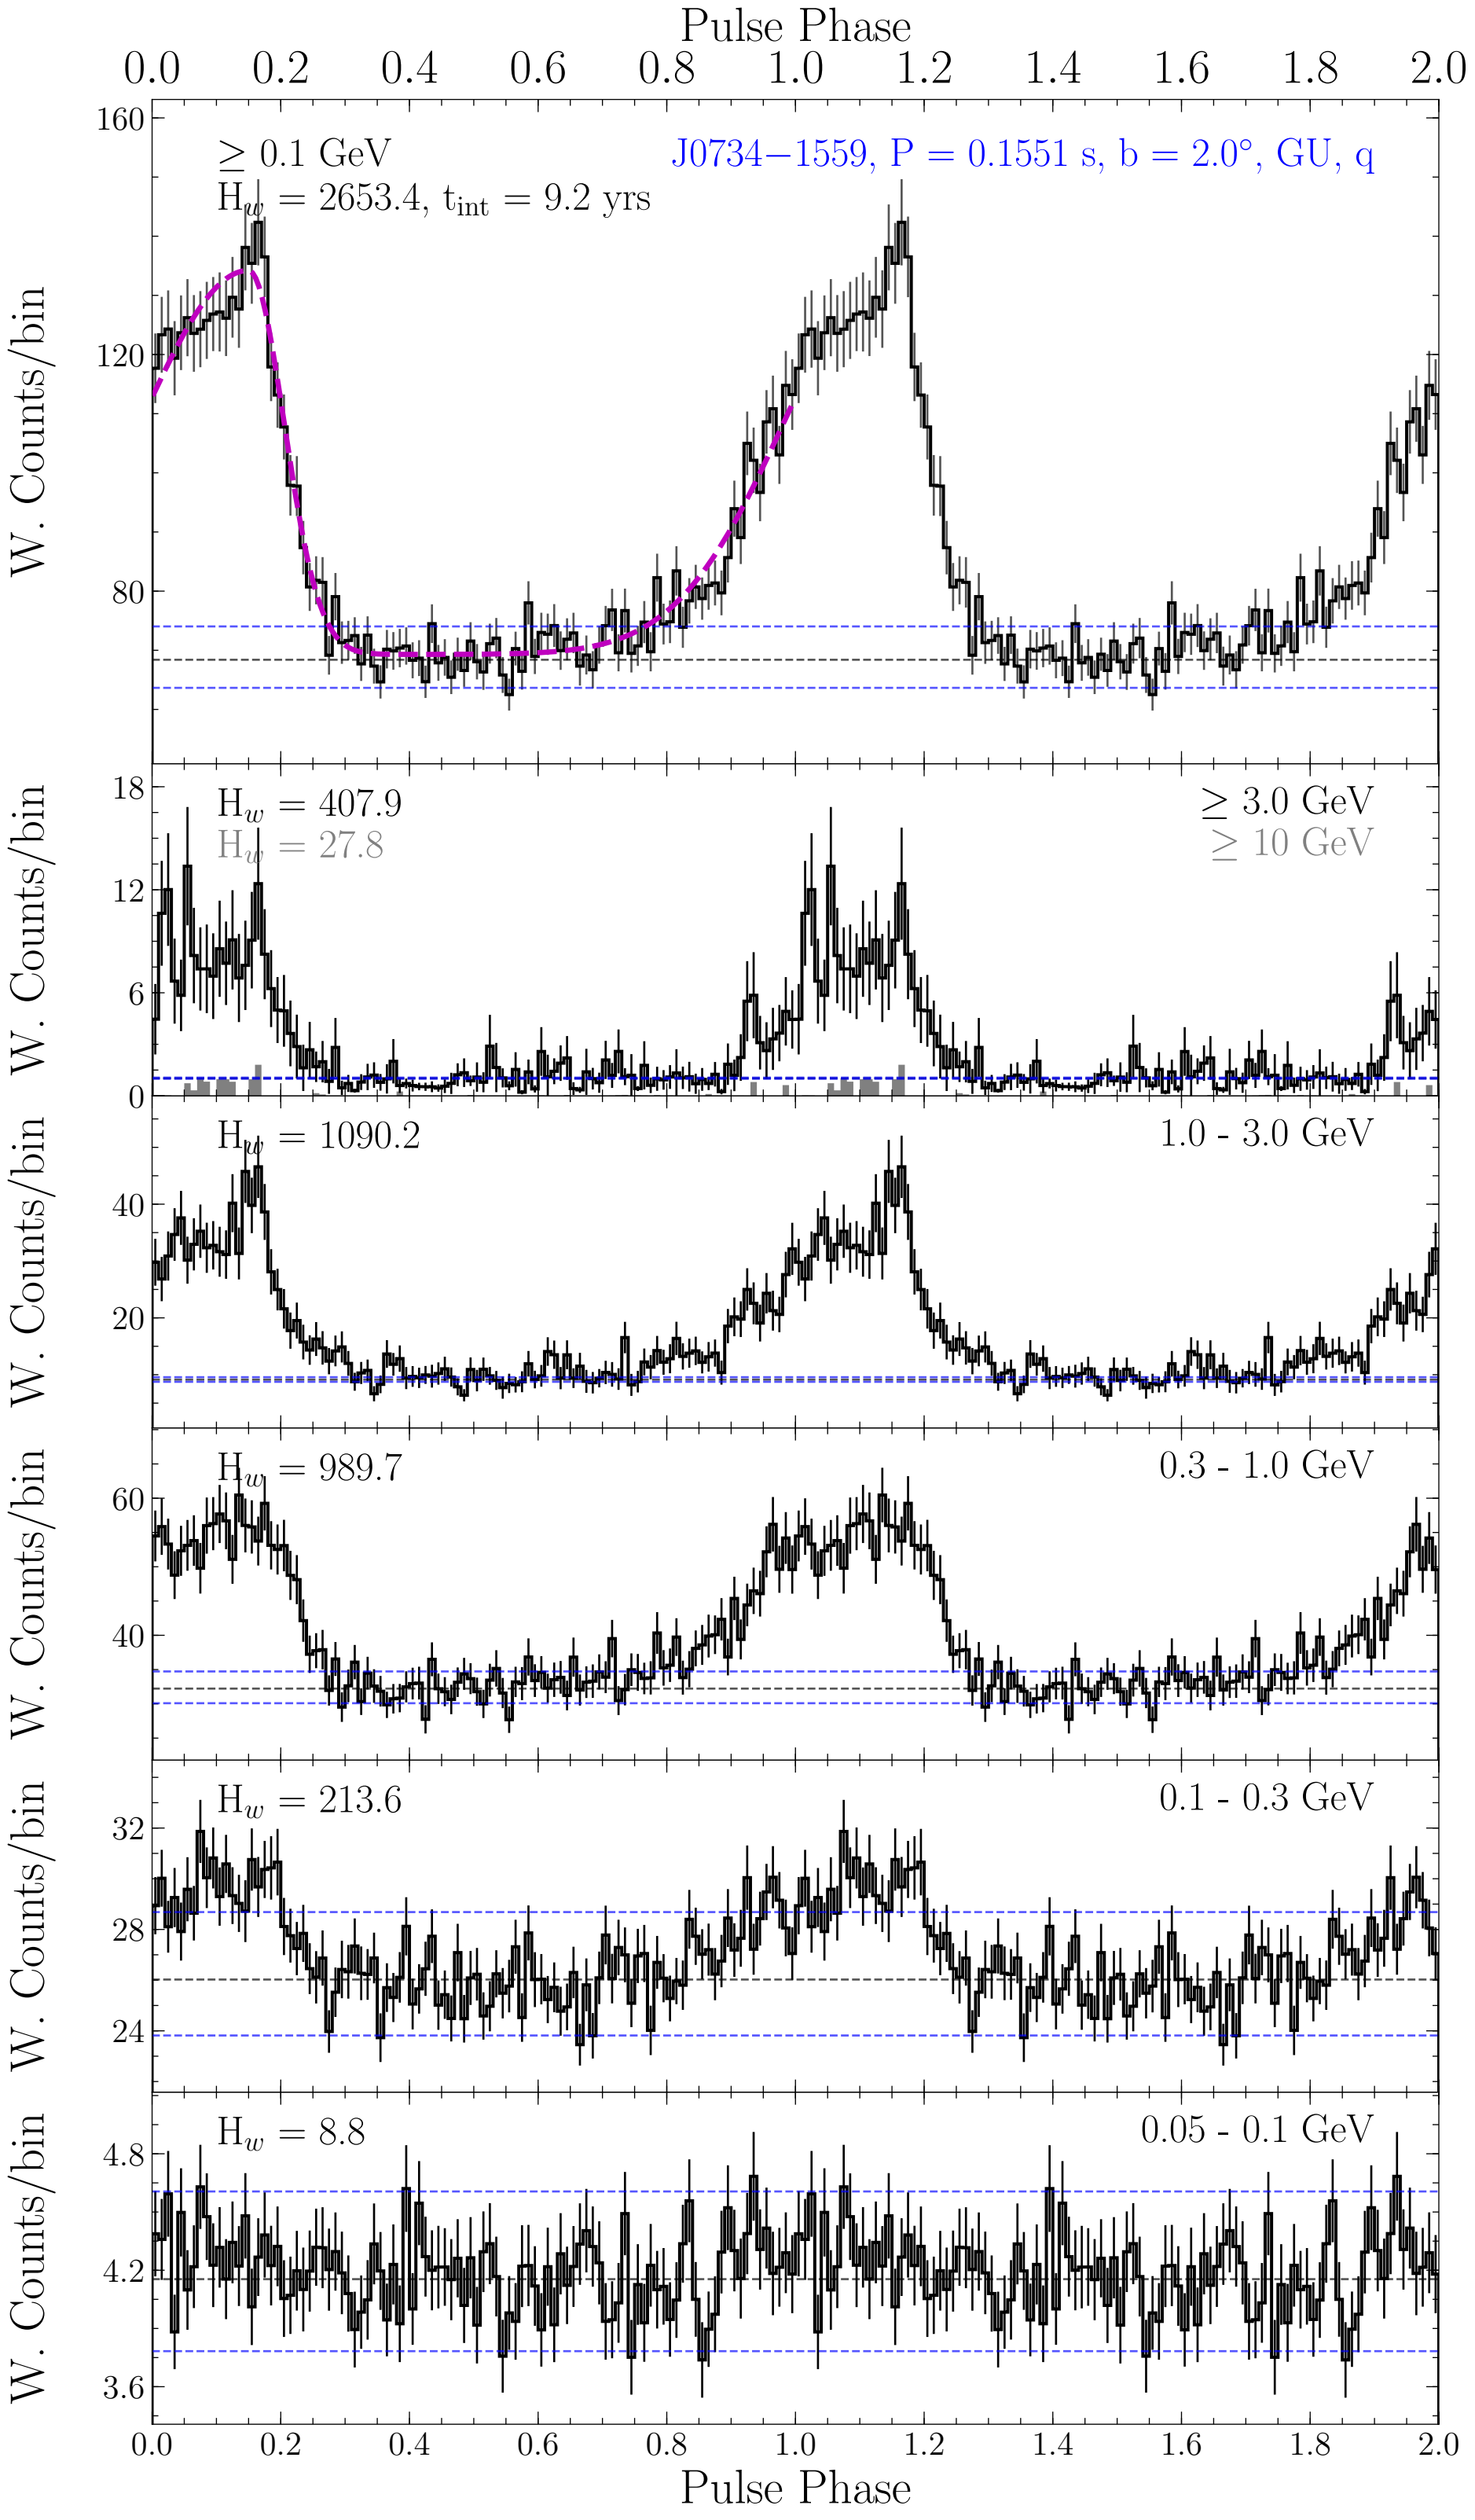 Pulse Phase
0.0 0.2 0.4 0.6 0.8 1.0 1.2 1.4 1.6 1.8 2.0
160
≥ 0.1 GeV
J0734−1559, P = 0.1551 s, b = 2.0°, GU, q
H_w = 2653.4, t_int = 9.2 yrs
120
W. Counts/bin
80
18
H_w = 407.9
≥ 3.0 GeV
H_w = 27.8
≥ 10 GeV
12
W. Counts/bin
6
0
H_w = 1090.2
1.0 - 3.0 GeV
40
W. Counts/bin
20
H_w = 989.7
0.3 - 1.0 GeV
60
W. Counts/bin
40
H_w = 213.6
0.1 - 0.3 GeV
32
W. Counts/bin
28
24
H_w = 8.8
0.05 - 0.1 GeV
4.8
W. Counts/bin
4.2
3.6
0.0 0.2 0.4 0.6 0.8 1.0 1.2 1.4 1.6 1.8 2.0
Pulse Phase